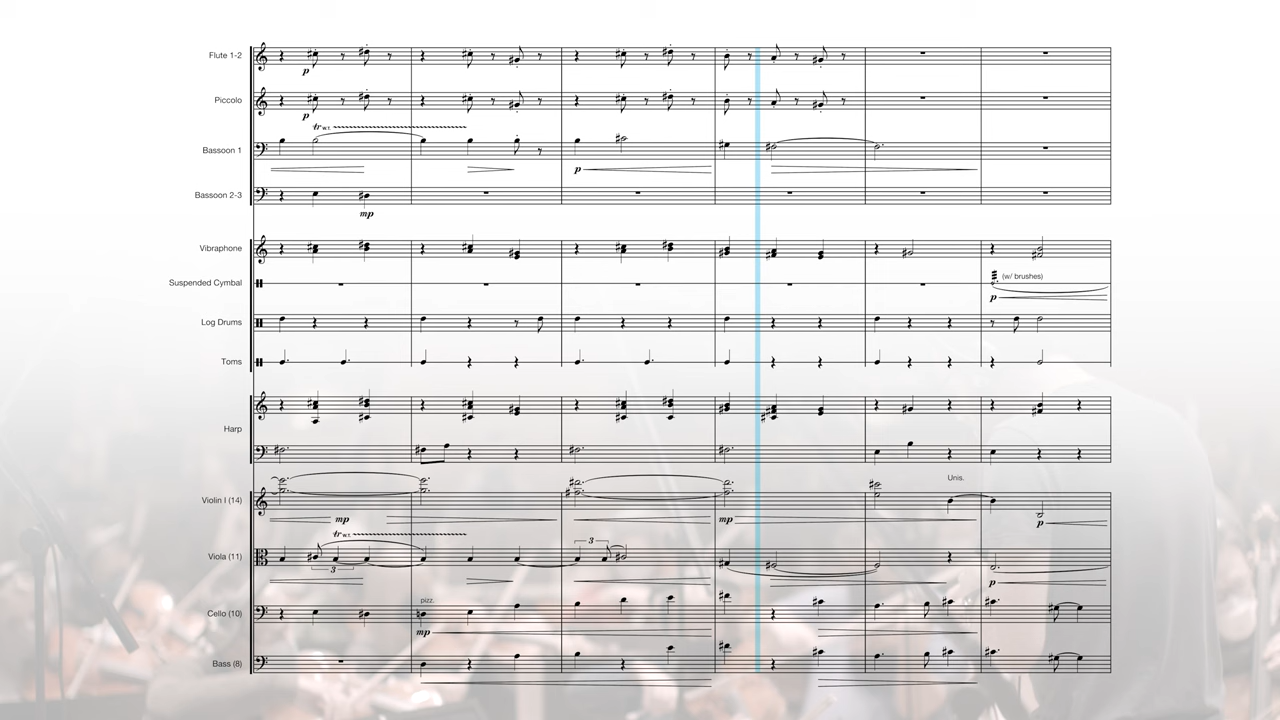 Flute 1-2
p
Piccolo
p
tr w.t.
Bassoon 1
p
Bassoon 2-3
mp
Vibraphone
Suspended Cymbal
(w/ brushes)
p
Log Drums
Toms
Harp
Unis.
Violin I (14)
mp
mp
p
tr w.t.
3
Viola (11)
3
p
pizz.
Cello (10)
mp
Bass (8)